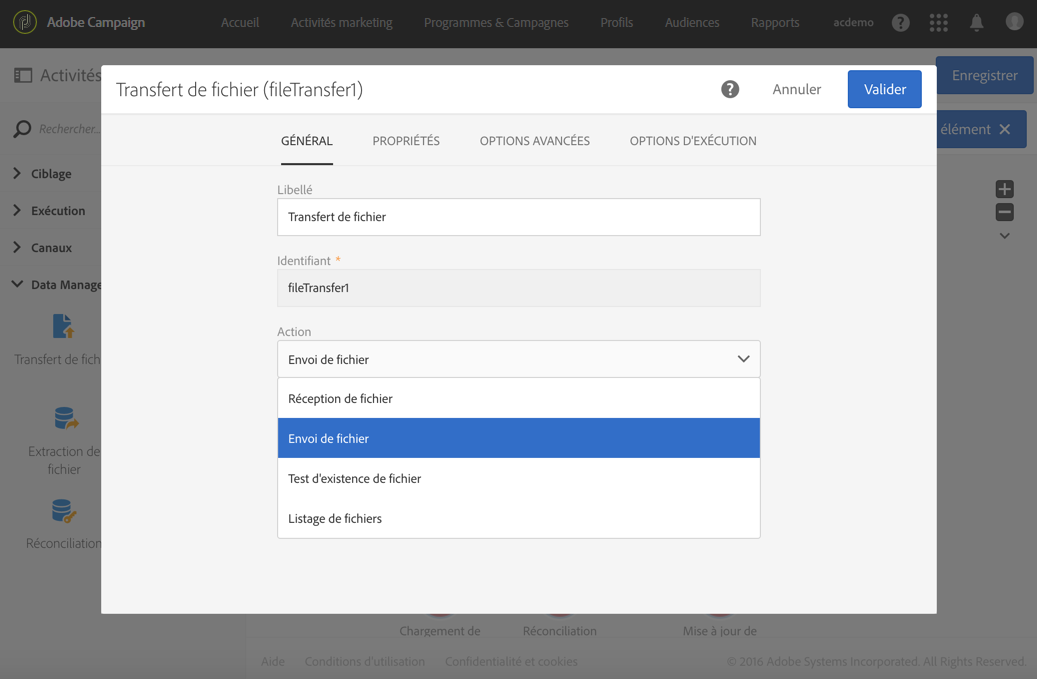 Adobe Campaign
Accueil
Activités marketing
Programmes & Campagnes
Profils
Audiences
Rapports
acdemo
Activités
Enregistrer
Transfert de fichier (fileTransfer1)
?
Annuler
Valider
Rechercher...
élément
GÉNÉRAL
PROPRIÉTÉS
OPTIONS AVANCÉES
OPTIONS D'EXÉCUTION
Ciblage
Exécution
Canaux
Data Manage
Transfert de fich
Extraction de
fichier
Réconciliation
Libellé
Transfert de fichier
Identifiant *
fileTransfer1
Action
Envoi de fichier
Réception de fichier
Envoi de fichier
Test d'existence de fichier
Listage de fichiers
Chargement de
Réconciliation
Mise à jour de
Aide
Conditions d'utilisation
Confidentialité et cookies
© 2016 Adobe Systems Incorporated. All Rights Reserved.